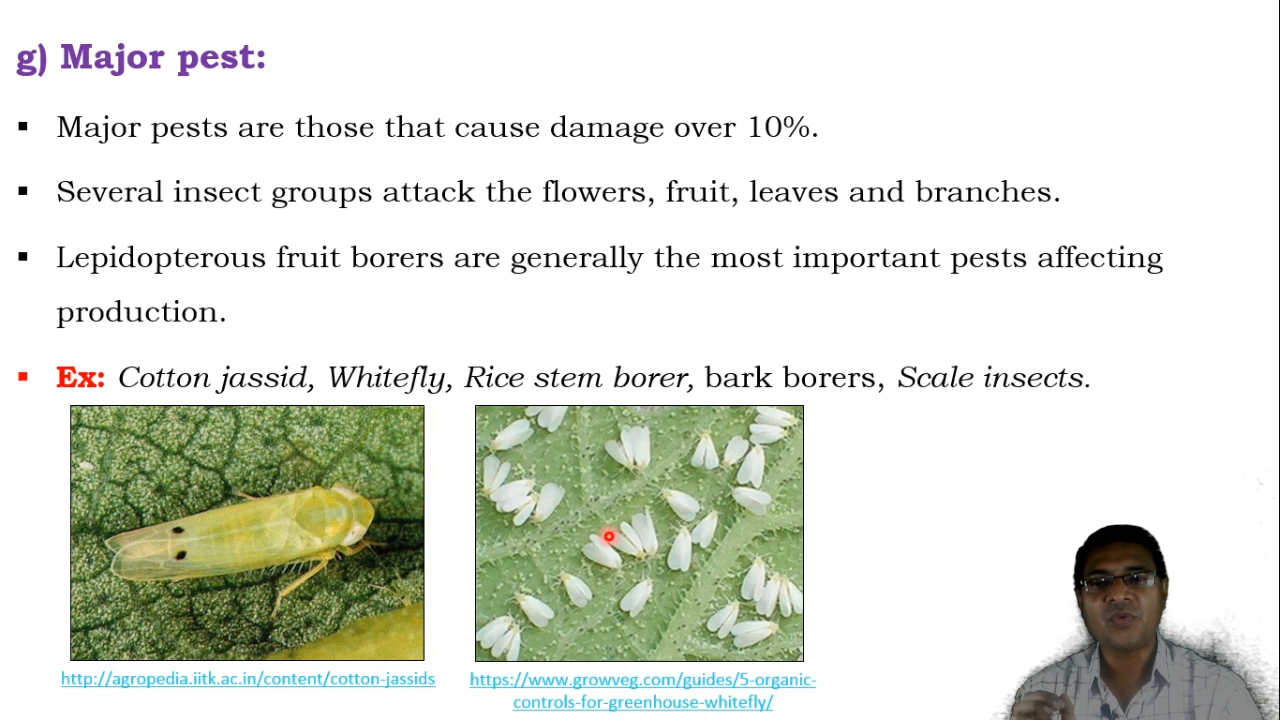 g) Major pest:
▪ Major pests are those that cause damage over 10%.
▪ Several insect groups attack the flowers, fruit, leaves and branches.
▪ Lepidopterous fruit borers are generally the most important pests affecting
production.
▪ Ex: Cotton jassid, Whitefly, Rice stem borer, bark borers, Scale insects.
http://agropedia.iitk.ac.in/content/cotton-jassids
https://www.growveg.com/guides/5-organic-
controls-for-greenhouse-whitefly/